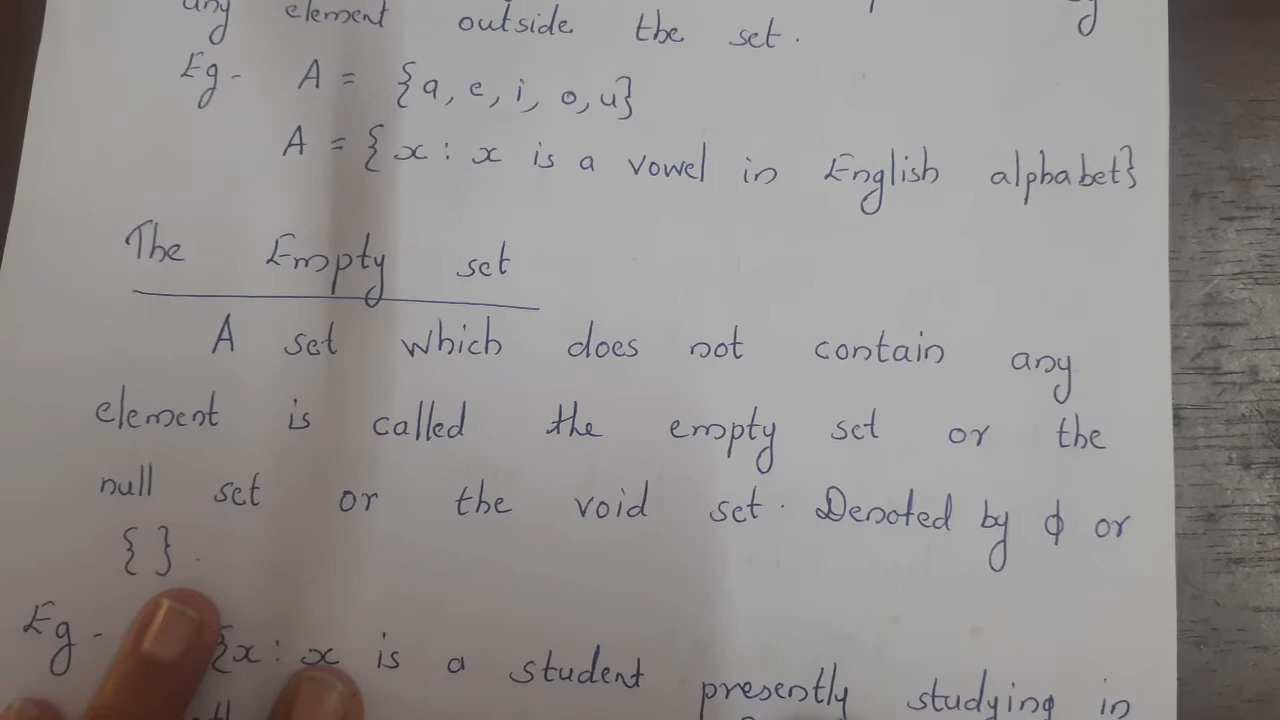 any element outside the set.
Eg- A = {a, e, i, o, u}
A = {x : x is a vowel in English alphabet}
The Empty set
A set which does not contain any
element is called the empty set or the
null set or the void set. Denoted by ϕ or
{ }.
Eg- {x : x is a student presently studying in